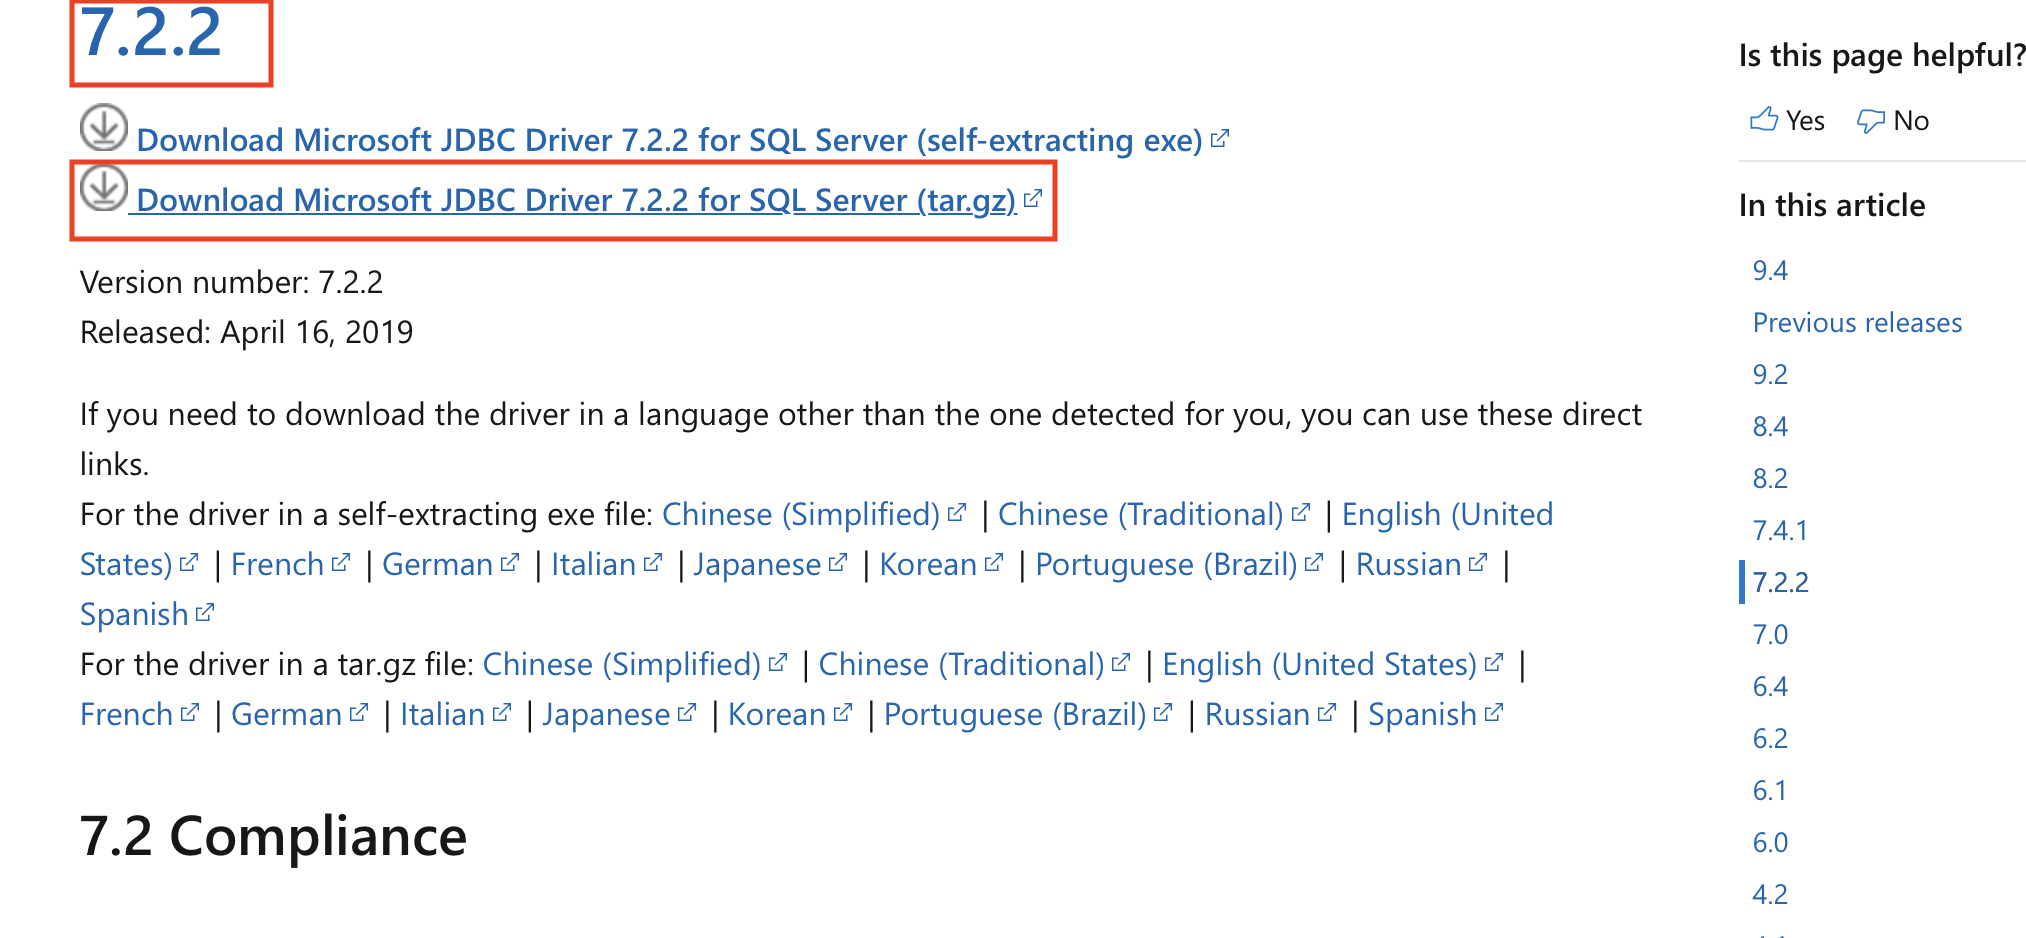 7.2.2
Download Microsoft JDBC Driver 7.2.2 for SQL Server (self-extracting exe)
Download Microsoft JDBC Driver 7.2.2 for SQL Server (tar.gz)
Version number: 7.2.2
Released: April 16, 2019
If you need to download the driver in a language other than the one detected for you, you can use these direct
links.
For the driver in a self-extracting exe file: Chinese (Simplified) | Chinese (Traditional) | English (United
States) | French | German | Italian | Japanese | Korean | Portuguese (Brazil) | Russian |
Spanish
For the driver in a tar.gz file: Chinese (Simplified) | Chinese (Traditional) | English (United States) |
French | German | Italian | Japanese | Korean | Portuguese (Brazil) | Russian | Spanish
7.2 Compliance
Is this page helpful?
Yes No
In this article
9.4
Previous releases
9.2
8.4
8.2
7.4.1
7.2.2
7.0
6.4
6.2
6.1
6.0
4.2